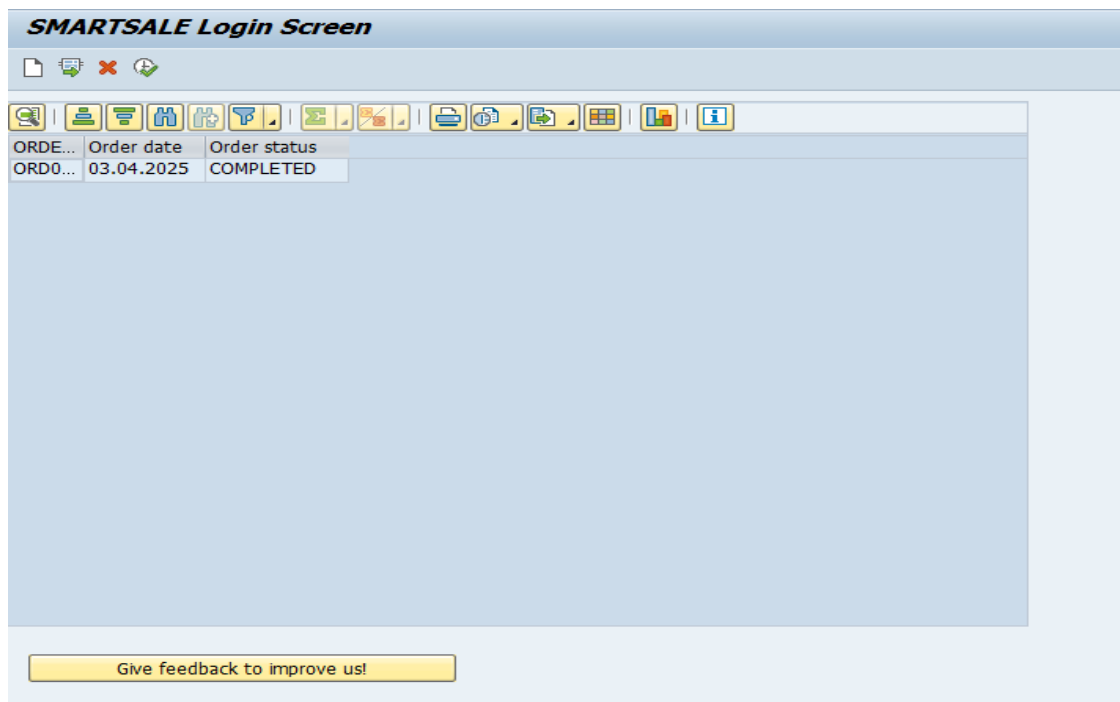 SMARTSALE Login Screen
ORDE... Order date Order status
ORD0... 03.04.2025 COMPLETED
Give feedback to improve us!